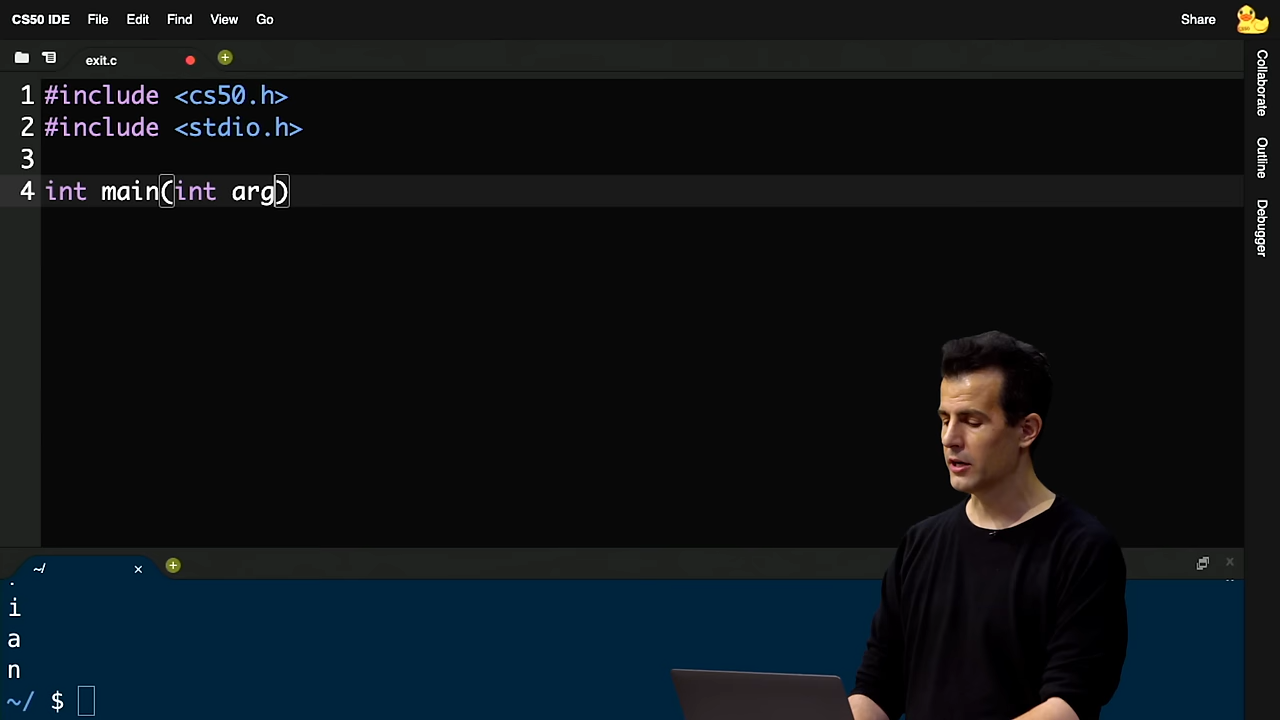 CS50 IDE File Edit Find View Go Share
exit.c
1 #include <cs50.h>
2 #include <stdio.h>
3
4 int main(int arg)
Collaborate
Outline
Debugger
~/
i
a
n
~/ $